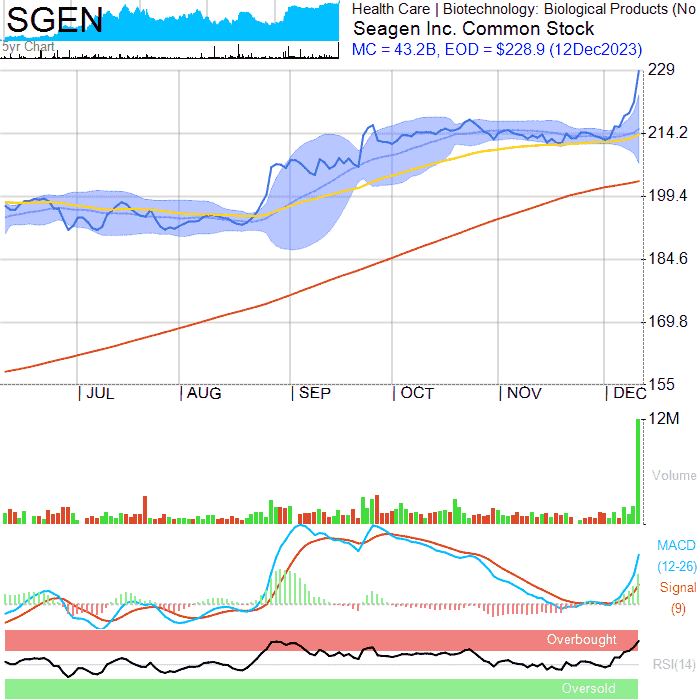 SGEN
5yr Chart
Health Care | Biotechnology: Biological Products (No
Seagen Inc. Common Stock
MC = 43.2B, EOD = $228.9 (12Dec2023)
229
214.2
199.4
184.6
169.8
155
|JUL |AUG |SEP |OCT |NOV |DEC
12M
Volume
MACD
(12-26)
Signal
(9)
Overbought
RSI(14)
Oversold